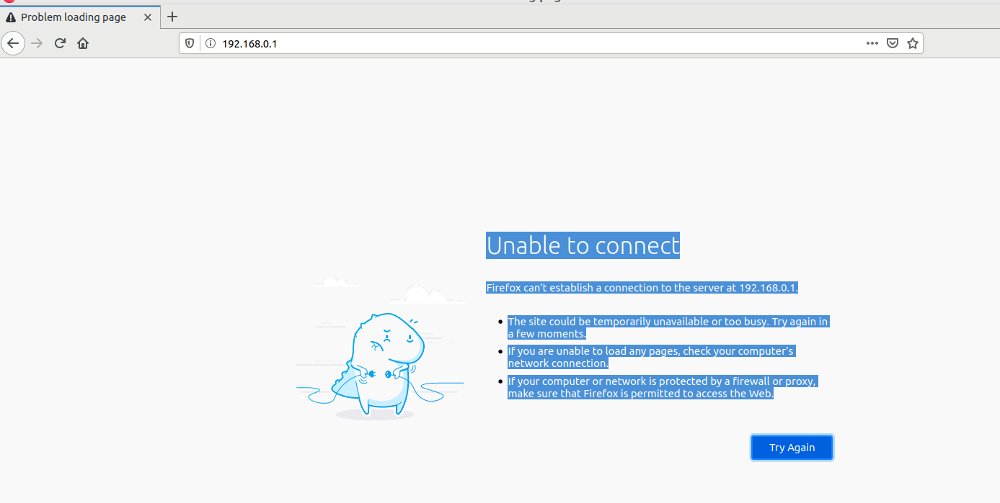 Problem loading page
192.168.0.1
Unable to connect
Firefox can’t establish a connection to the server at 192.168.0.1.
The site could be temporarily unavailable or too busy. Try again in
a few moments.
If you are unable to load any pages, check your computer’s
network connection.
If your computer or network is protected by a firewall or proxy,
make sure that Firefox is permitted to access the Web.
Try Again